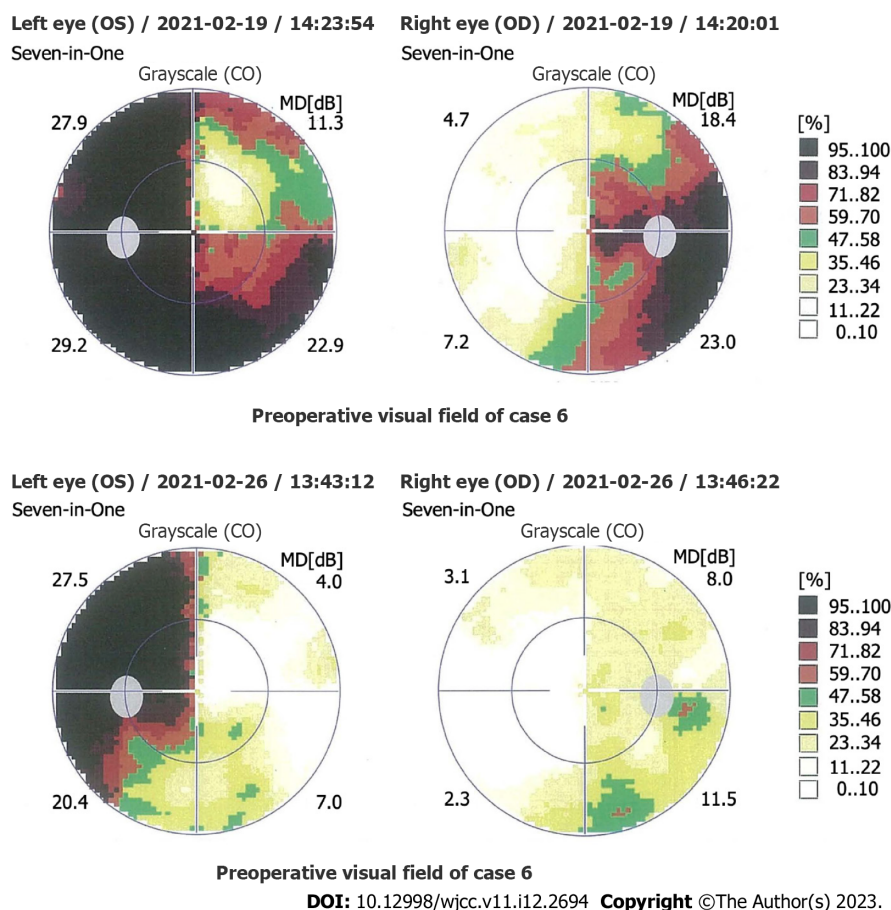 Left eye (OS) / 2021-02-19 / 14:23:54 Right eye (OD) / 2021-02-19 / 14:20:01
Seven-in-One Seven-in-One
Grayscale (CO) Grayscale (CO)
27.9 MD[dB] 11.3 4.7 MD[dB] 18.4
29.2 22.9 7.2 23.0
[%]
95..100
83..94
71..82
59..70
47..58
35..46
23..34
11..22
0..10
Preoperative visual field of case 6
Left eye (OS) / 2021-02-26 / 13:43:12 Right eye (OD) / 2021-02-26 / 13:46:22
Seven-in-One Seven-in-One
Grayscale (CO) Grayscale (CO)
27.5 MD[dB] 4.0 3.1 MD[dB] 8.0
20.4 7.0 2.3 11.5
[%]
95..100
83..94
71..82
59..70
47..58
35..46
23..34
11..22
0..10
Preoperative visual field of case 6
DOI: 10.12998/wjcc.v11.i12.2694 Copyright ©The Author(s) 2023.